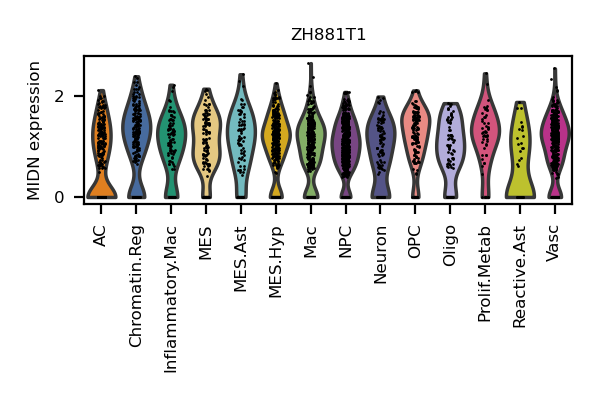 ZH881T1
MIDN expression
2
0
AC
Chromatin.Reg
Inflammatory.Mac
MES
MES.Ast
MES.Hyp
Mac
NPC
Neuron
OPC
Oligo
Prolif.Metab
Reactive.Ast
Vasc